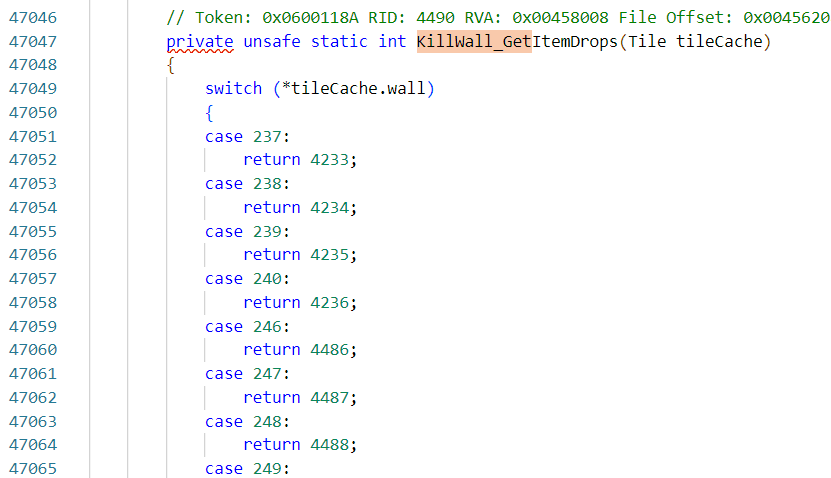 47046 // Token: 0x0600118A RID: 4490 RVA: 0x00458008 File Offset: 0x0045620
47047 private unsafe static int KillWall_GetItemDrops(Tile tileCache)
47048 {
47049 switch (*tileCache.wall)
47050 {
47051 case 237:
47052 return 4233;
47053 case 238:
47054 return 4234;
47055 case 239:
47056 return 4235;
47057 case 240:
47058 return 4236;
47059 case 246:
47060 return 4486;
47061 case 247:
47062 return 4487;
47063 case 248:
47064 return 4488;
47065 case 249: